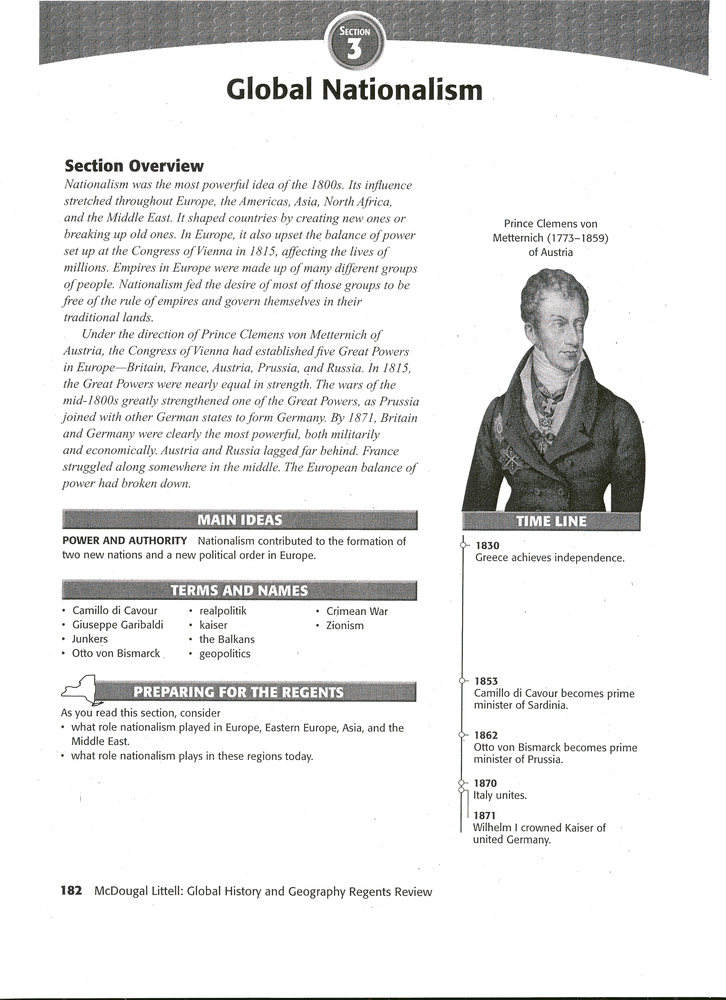 SECTION
3
Global Nationalism
Section Overview
Nationalism was the most powerful idea of the 1800s. Its influence
stretched throughout Europe, the Americas, Asia, North Africa,
and the Middle East. It shaped countries by creating new ones or
breaking up old ones. In Europe, it also upset the balance of power
set up at the Congress of Vienna in 1815, affecting the lives of
millions. Empires in Europe were made up of many different groups
of people. Nationalism fed the desire of most of those groups to be
free of the rule of empires and govern themselves in their
traditional lands.
Under the direction of Prince Clemens von Metternich of
Austria, the Congress of Vienna had established five Great Powers
in Europe—Britain, France, Austria, Prussia, and Russia. In 1815,
the Great Powers were nearly equal in strength. The wars of the
mid-1800s greatly strengthened one of the Great Powers, as Prussia
joined with other German states to form Germany. By 1871, Britain
and Germany were clearly the most powerful, both militarily
and economically. Austria and Russia lagged far behind. France
struggled along somewhere in the middle. The European balance of
power had broken down.
MAIN IDEAS
POWER AND AUTHORITY Nationalism contributed to the formation of
two new nations and a new political order in Europe.
TERMS AND NAMES
• Camillo di Cavour
• Giuseppe Garibaldi
• Junkers
• Otto von Bismarck
• realpolitik
• kaiser
• the Balkans
• geopolitics
• Crimean War
• Zionism
PREPARING FOR THE REGENTS
As you read this section, consider
• what role nationalism played in Europe, Eastern Europe, Asia, and the
Middle East.
• what role nationalism plays in these regions today.
Prince Clemens von
Metternich (1773–1859)
of Austria
TIME LINE
1830
Greece achieves independence.
1853
Camillo di Cavour becomes prime
minister of Sardinia.
1862
Otto von Bismarck becomes prime
minister of Prussia.
1870
Italy unites.
1871
Wilhelm I crowned Kaiser of
united Germany.
182 McDougal Littell: Global History and Geography Regents Review